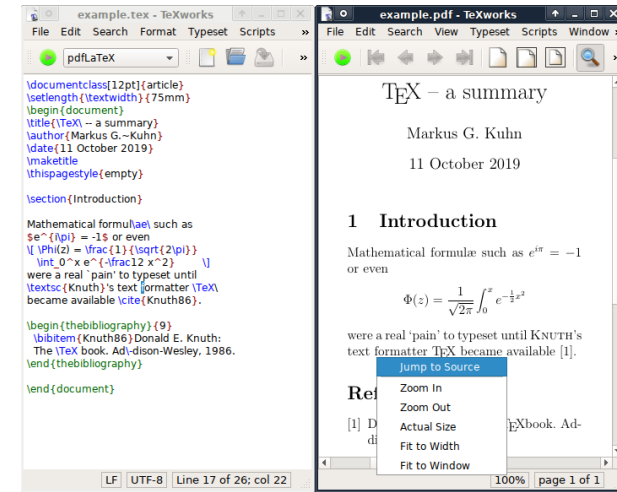 example.tex - TeXworks
File Edit Search Format Typeset Scripts »
pdfLaTeX »
\documentclass[12pt]{article}
\setlength{\textwidth}{75mm}
\begin{document}
\title{\TeX\ -- a summary}
\author{Markus G.~Kuhn}
\date{11 October 2019}
\maketitle
\thispagestyle{empty}
\section{Introduction}
Mathematical formul\ae\ such as
$e^{i\pi} = -1$ or even
\[ \Phi(z) = \frac{1}{\sqrt{2\pi}}
\int_0^x e^{-\frac12 x^2} \]
were a real `pain' to typeset until
\textsc{Knuth}'s text formatter \TeX\
became available \cite{Knuth86}.
\begin{thebibliography}{9}
\bibitem{Knuth86}Donald E. Knuth:
The \TeX book. Ad\-dison-Wesley, 1986.
\end{thebibliography}
\end{document}
LF UTF-8 Line 17 of 26; col 22
example.pdf - TeXworks
File Edit Search View Typeset Scripts Window
»
TEX – a summary
Markus G. Kuhn
11 October 2019
1 Introduction
Mathematical formulæ such as e^{iπ} = −1
or even
Φ(z) = 1/√2π ∫₀ˣ e^{−½x²}
were a real ‘pain’ to typeset until KNUTH’s
text formatter TEX became available [1].
Jump to Source
Zoom In
Zoom Out
Actual Size
Fit to Width
Fit to Window
Ref
[1] D EXbook. Ad-
di
100% page 1 of 1